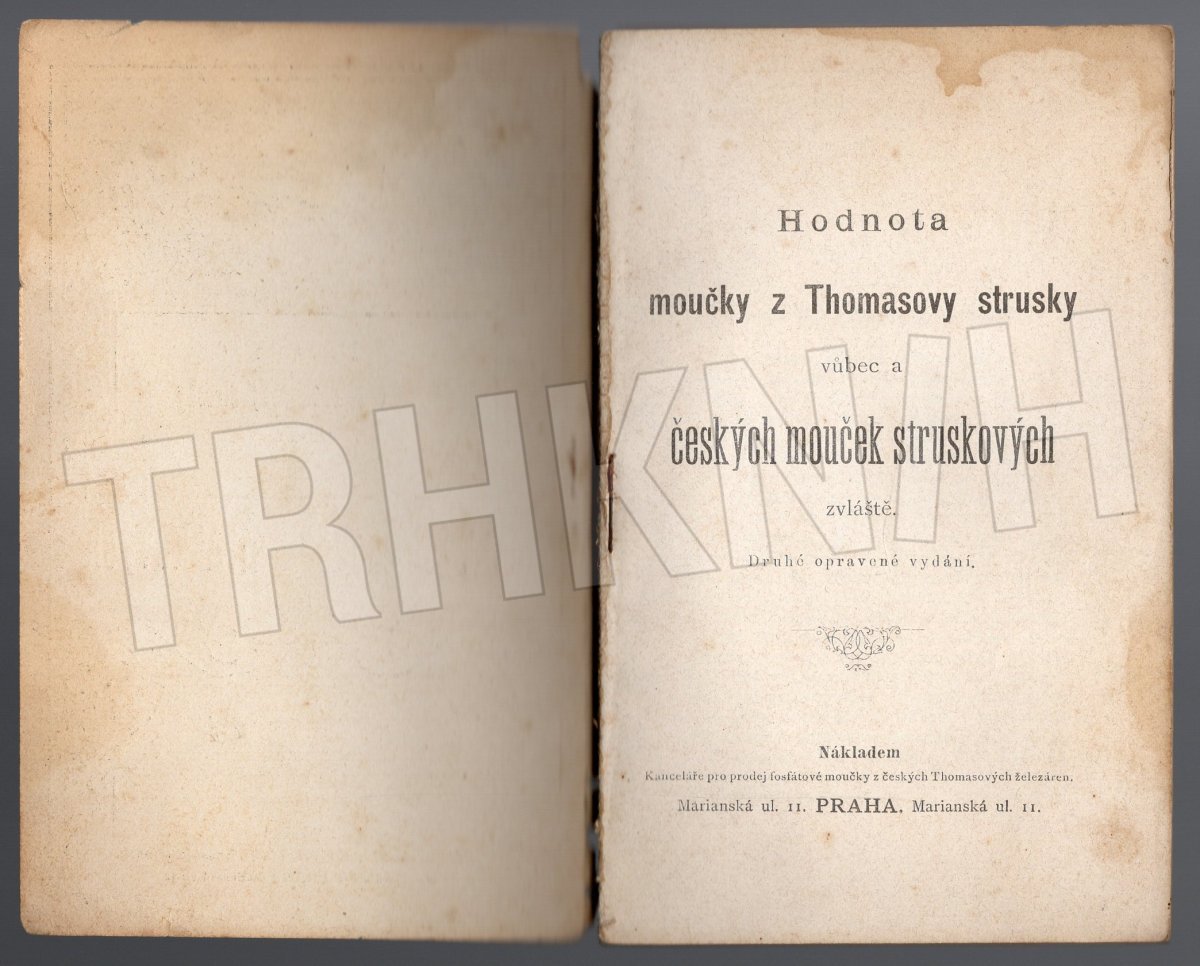 Hodnota
moučky z Thomasovy strusky
vůbec a
českých mouček struskových
zvláště.
Druhé opravené vydání.
Nákladem
Kanceláře pro prodej fosfátové moučky z českých Thomasových železáren.
Marianská ul. 11. PRAHA, Marianská ul. 11.
TRHKNIH